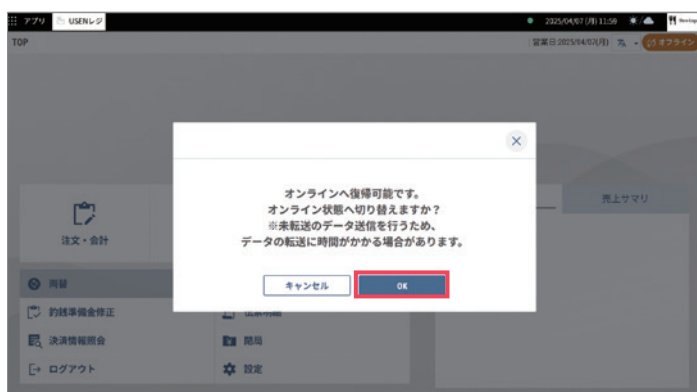 アプリ USENレジ 2025/04/07(月) 11:59
TOP 営業日:2025/04/07(月) オフライン
オンラインへ復帰可能です。
オンライン状態へ切り替えますか？
※未転送のデータ送信を行うため、
データの転送に時間がかかる場合があります。
キャンセル OK
売上サマリ
注文・会計
両替
釣銭準備金修正 伝票明細
決済情報照会 開局
ログアウト 設定